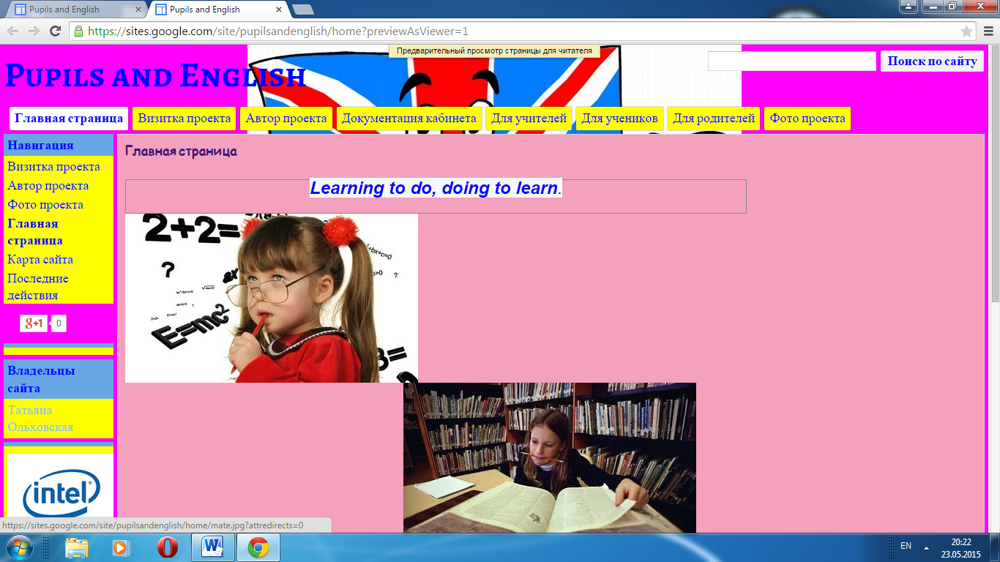 Pupils and English
Pupils and English
https://sites.google.com/site/pupilsandenglish/home?previewAsViewer=1
Предварительный просмотр страницы для читателя
Pupils and English
Поиск по сайту
Главная страница
Визитка проекта
Автор проекта
Документация кабинета
Для учителей
Для учеников
Для родителей
Фото проекта
Навигация
Визитка проекта
Автор проекта
Фото проекта
Главная
страница
Карта сайта
Последние
действия
g+1
0
Владельцы
сайта
Татьяна
Ольховская
intel
Главная страница
Learning to do, doing to learn.
2+2=
?
?
E=mc²
https://sites.google.com/site/pupilsandenglish/home/mate.jpg?attredirects=0
EN
20:22
23.05.2015